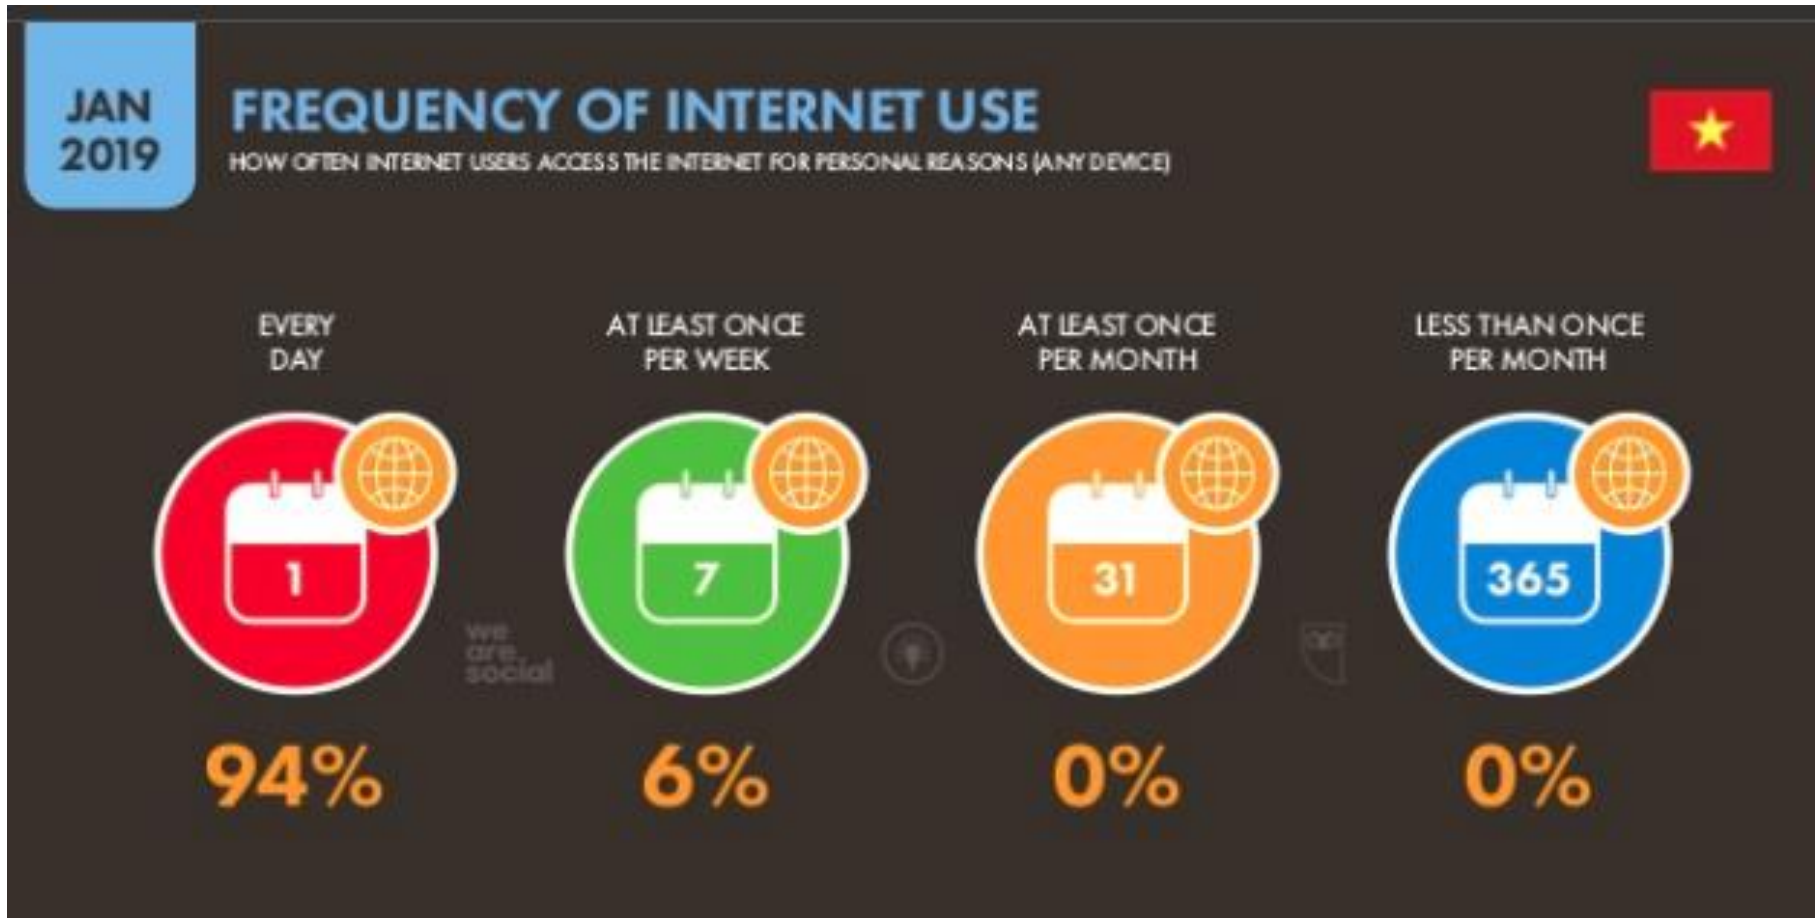 JAN
2019
FREQUENCY OF INTERNET USE
HOW OFTEN INTERNET USERS ACCESS THE INTERNET FOR PERSONAL REASONS (ANY DEVICE)
EVERY
DAY
AT LEAST ONCE
PER WEEK
AT LEAST ONCE
PER MONTH
LESS THAN ONCE
PER MONTH
1
7
31
365
we
are
social
94%
6%
0%
0%